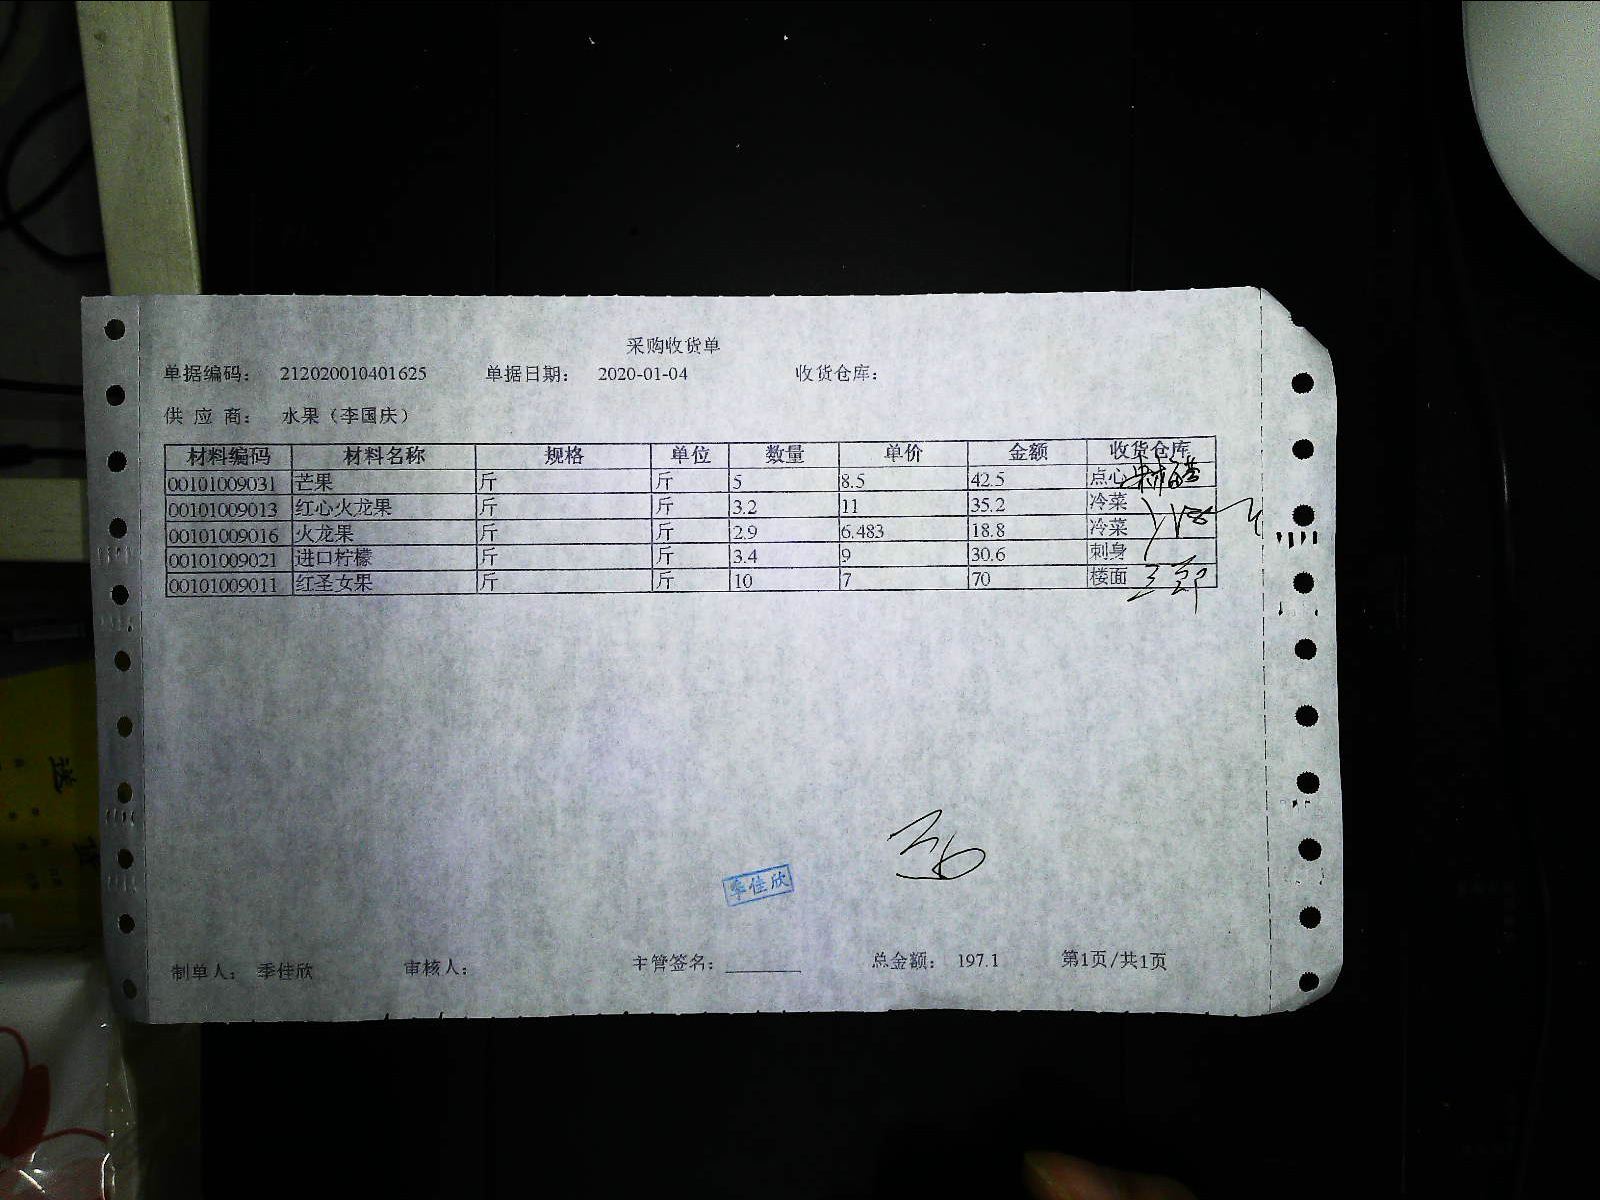 采购收货单
单据编码： 212020010401625 单据日期： 2020-01-04 收货仓库：
供 应 商： 水果（李国庆）
材料编码 材料名称 规格 单位 数量 单价 金额 收货仓库
00101009031 芒果 斤 斤 5 8.5 42.5 点心
00101009013 红心火龙果 斤 斤 3.2 11 35.2 冷菜
00101009016 火龙果 斤 斤 2.9 6.483 18.8 冷菜
00101009021 进口柠檬 斤 斤 3.4 9 30.6 刺身
00101009011 红圣女果 斤 斤 10 7 70 楼面
季佳欣
制单人： 季佳欣 审核人： 主管签名： 总金额： 197.1 第1页/共1页